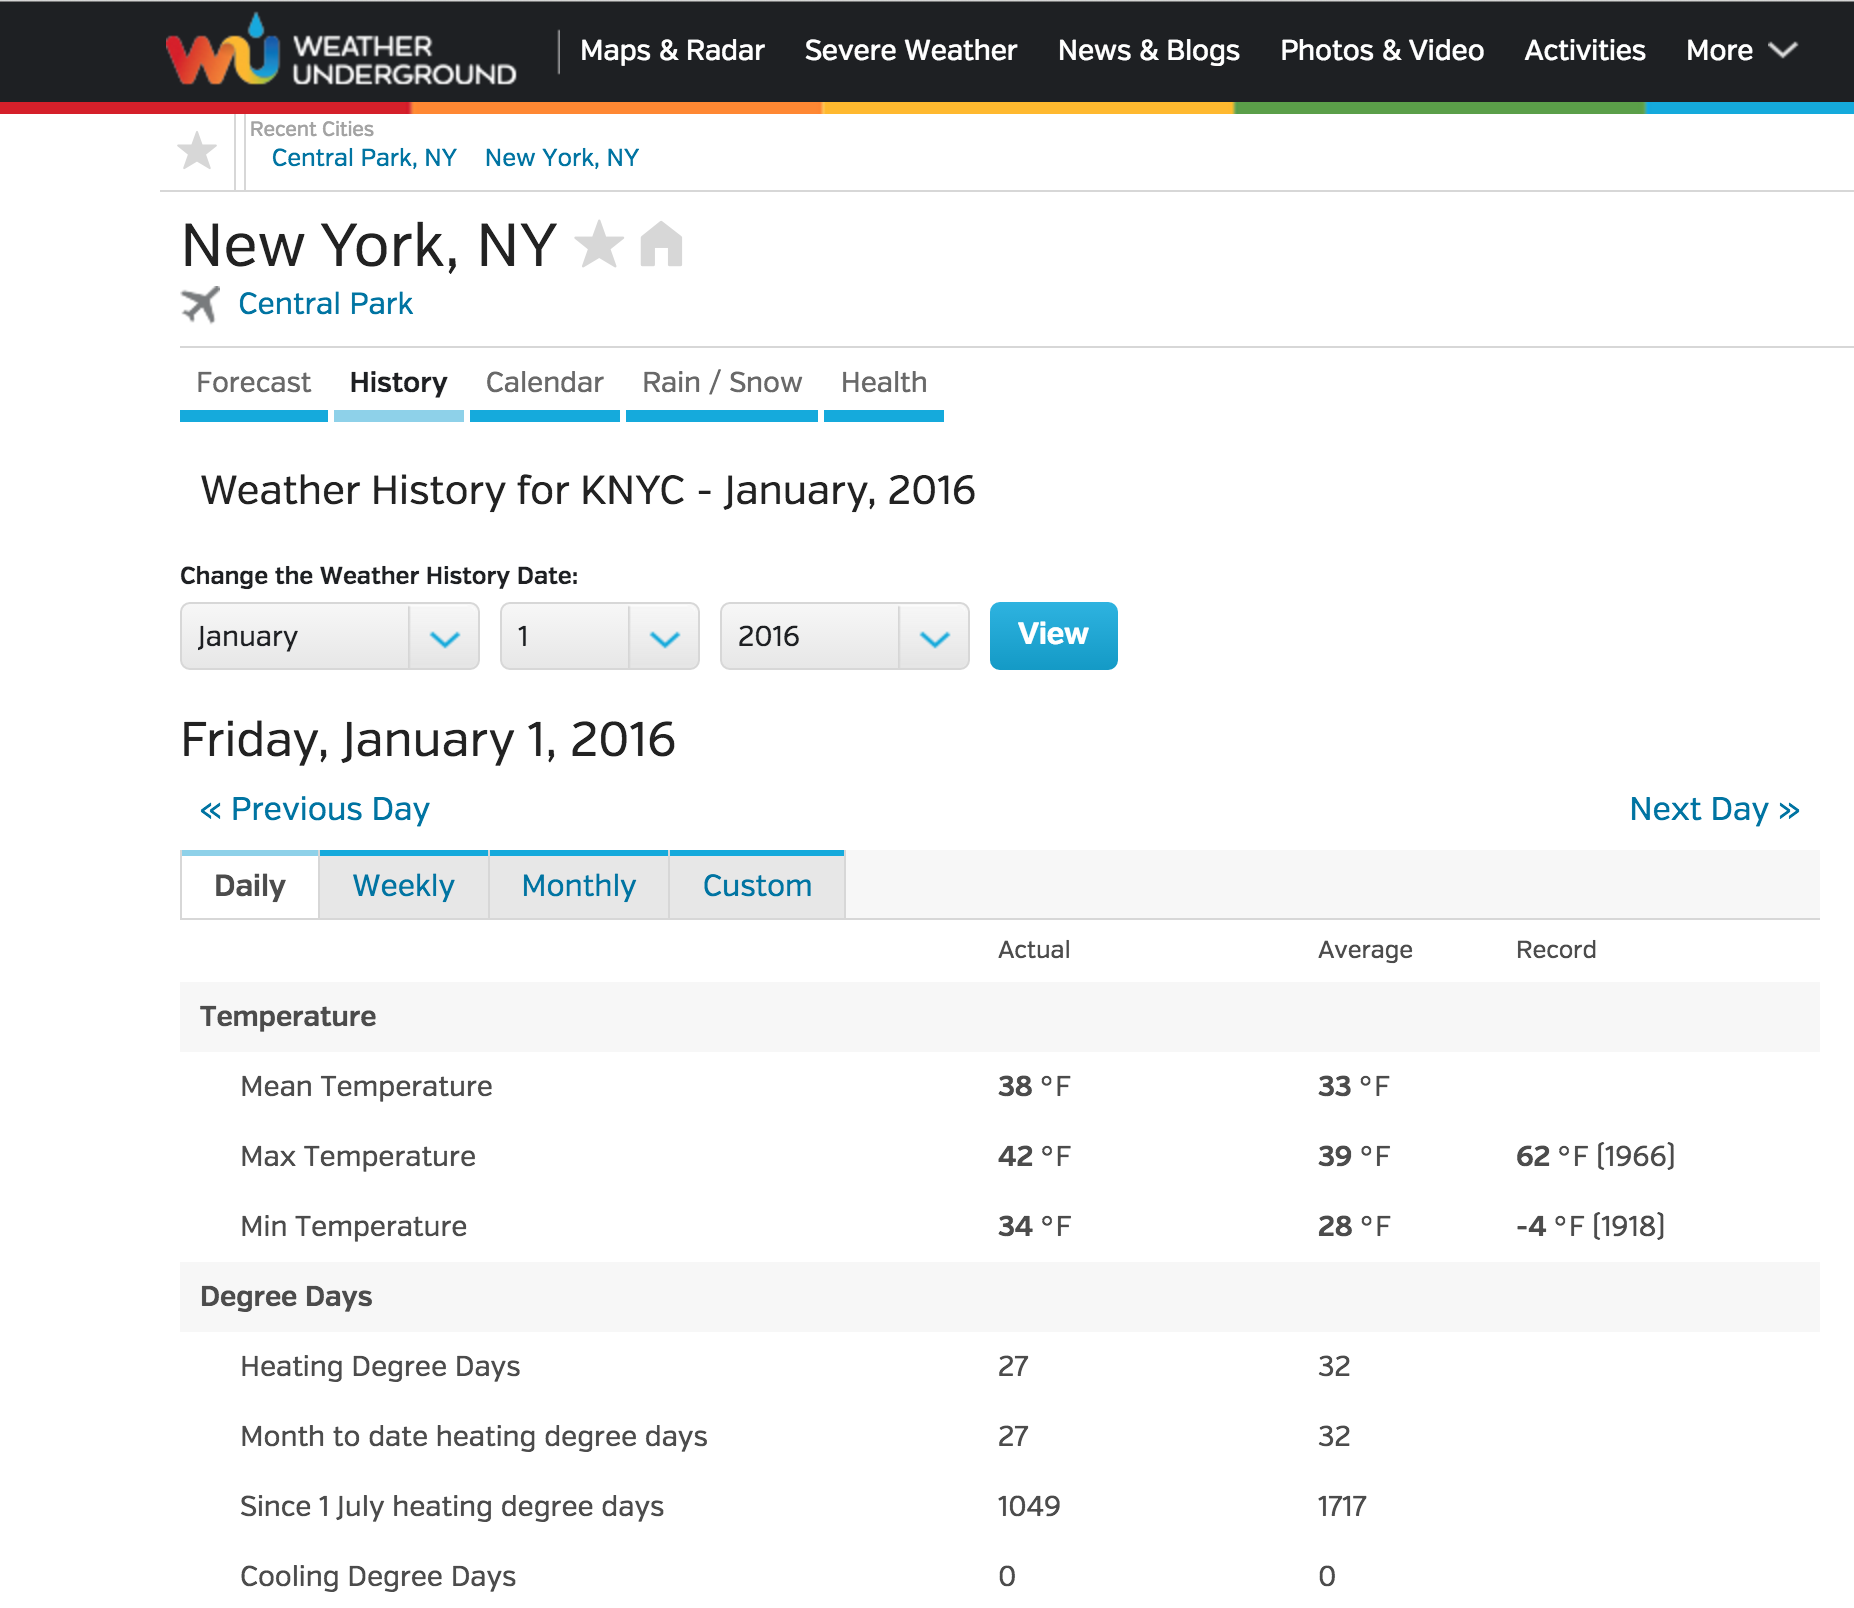 WU WEATHER UNDERGROUND Maps & Radar Severe Weather News & Blogs Photos & Video Activities More
Recent Cities
Central Park, NY New York, NY
New York, NY
Central Park
Forecast History Calendar Rain / Snow Health
Weather History for KNYC - January, 2016
Change the Weather History Date:
January 1 2016 View
Friday, January 1, 2016
« Previous Day Next Day »
Daily Weekly Monthly Custom
Actual Average Record
Temperature
Mean Temperature 38 °F 33 °F
Max Temperature 42 °F 39 °F 62 °F (1966)
Min Temperature 34 °F 28 °F -4 °F (1918)
Degree Days
Heating Degree Days 27 32
Month to date heating degree days 27 32
Since 1 July heating degree days 1049 1717
Cooling Degree Days 0 0